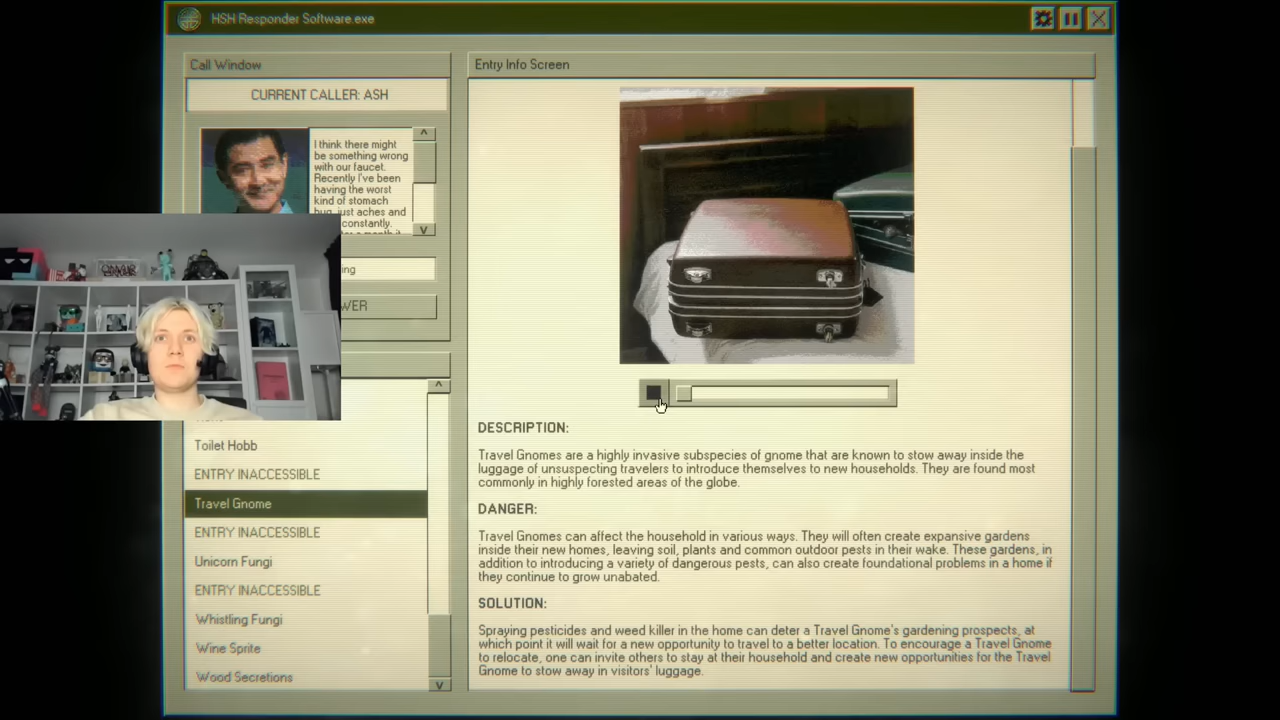 HSH Responder Software.exe
Call Window
CURRENT CALLER: ASH
I think there might
be something wrong
with our faucet.
Recently I've been
having the worst
kind of stomach
bug, just aches and
constantly.
Toilet Hobb
ENTRY INACCESSIBLE
Travel Gnome
ENTRY INACCESSIBLE
Unicorn Fungi
ENTRY INACCESSIBLE
Whistling Fungi
Wine Sprite
Wood Secretions
Entry Info Screen
DESCRIPTION:
Travel Gnomes are a highly invasive subspecies of gnome that are known to stow away inside the
luggage of unsuspecting travelers to introduce themselves to new households. They are found most
commonly in highly forested areas of the globe.
DANGER:
Travel Gnomes can affect the household in various ways. They will often create expansive gardens
inside their new homes, leaving soil, plants and common outdoor pests in their wake. These gardens, in
addition to introducing a variety of dangerous pests, can also create foundational problems in a home if
they continue to grow unabated.
SOLUTION:
Spraying pesticides and weed killer in the home can deter a Travel Gnome's gardening prospects, at
which point it will wait for a new opportunity to travel to a better location. To encourage a Travel Gnome
to relocate, one can invite others to stay at their household and create new opportunities for the Travel
Gnome to stow away in visitors' luggage.